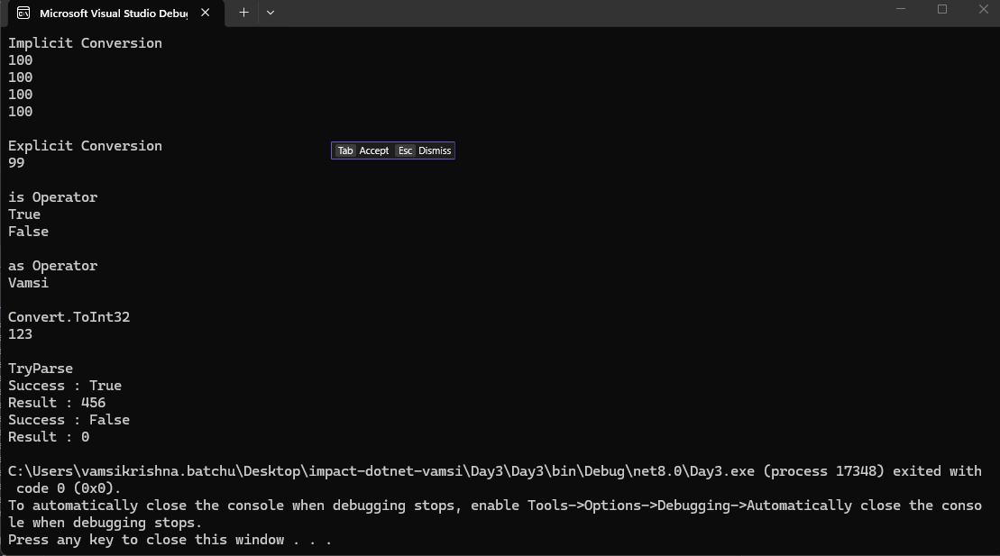 Microsoft Visual Studio Debug
Implicit Conversion
100
100
100
100
Explicit Conversion
99
Tab Accept Esc Dismiss
is Operator
True
False
as Operator
Vamsi
Convert.ToInt32
123
TryParse
Success : True
Result : 456
Success : False
Result : 0
C:\Users\vamsikrishna.batchu\Desktop\impact-dotnet-vamsi\Day3\Day3\bin\Debug\net8.0\Day3.exe (process 17348) exited with
code 0 (0x0).
To automatically close the console when debugging stops, enable Tools->Options->Debugging->Automatically close the conso
le when debugging stops.
Press any key to close this window . . .